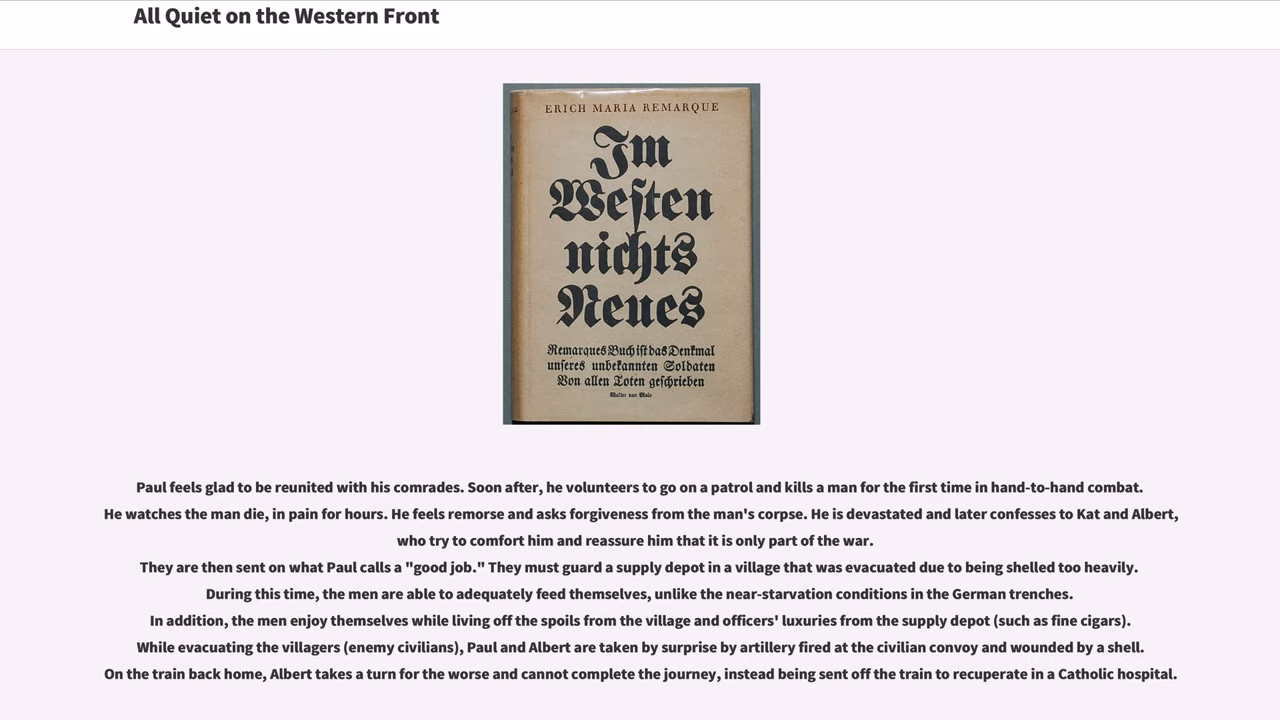 All Quiet on the Western Front
ERICH MARIA REMARQUE
Im
Weſten
nichts
Neues
Remarques Buch iſt das Denkmal
unſeres unbekannten Soldaten
Von allen Toten geſchrieben
Walter von Molo
Paul feels glad to be reunited with his comrades. Soon after, he volunteers to go on a patrol and kills a man for the first time in hand-to-hand combat.
He watches the man die, in pain for hours. He feels remorse and asks forgiveness from the man's corpse. He is devastated and later confesses to Kat and Albert,
who try to comfort him and reassure him that it is only part of the war.
They are then sent on what Paul calls a "good job." They must guard a supply depot in a village that was evacuated due to being shelled too heavily.
During this time, the men are able to adequately feed themselves, unlike the near-starvation conditions in the German trenches.
In addition, the men enjoy themselves while living off the spoils from the village and officers' luxuries from the supply depot (such as fine cigars).
While evacuating the villagers (enemy civilians), Paul and Albert are taken by surprise by artillery fired at the civilian convoy and wounded by a shell.
On the train back home, Albert takes a turn for the worse and cannot complete the journey, instead being sent off the train to recuperate in a Catholic hospital.